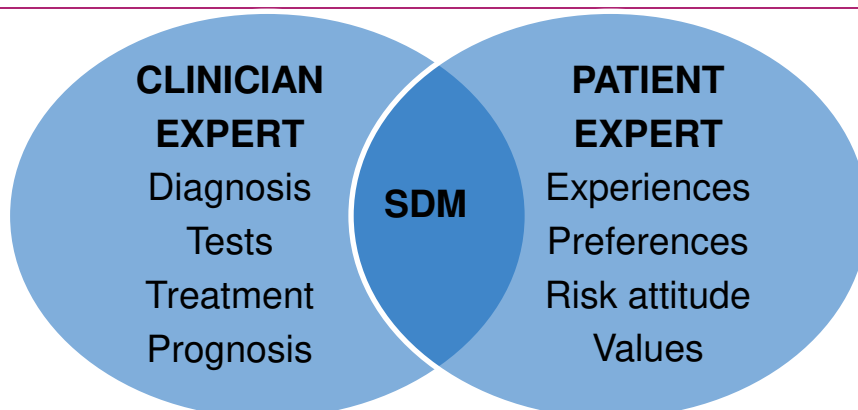 CLINICIAN
EXPERT
Diagnosis
Tests
Treatment
Prognosis
SDM
PATIENT
EXPERT
Experiences
Preferences
Risk attitude
Values